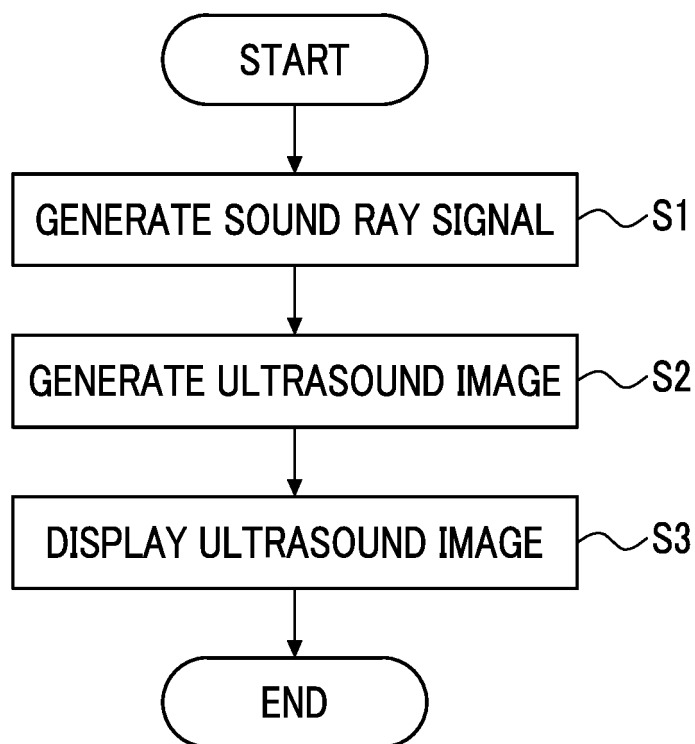 START
GENERATE SOUND RAY SIGNAL
S1
GENERATE ULTRASOUND IMAGE
S2
DISPLAY ULTRASOUND IMAGE
S3
END